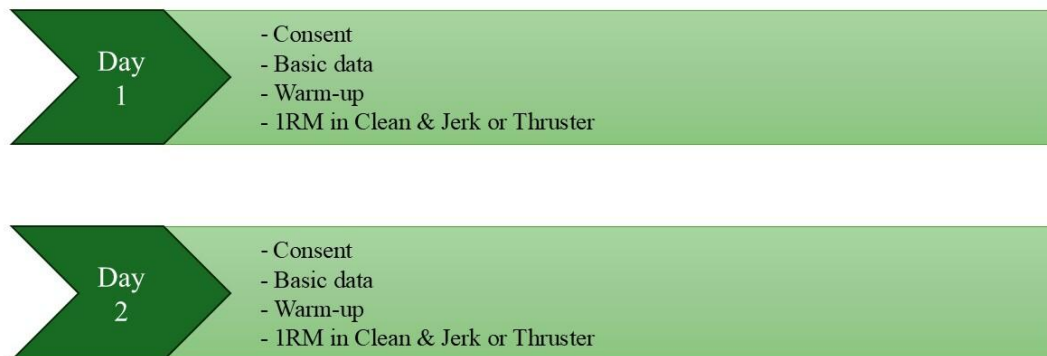 Day
1
- Consent
- Basic data
- Warm-up
- 1RM in Clean & Jerk or Thruster
Day
2
- Consent
- Basic data
- Warm-up
- 1RM in Clean & Jerk or Thruster